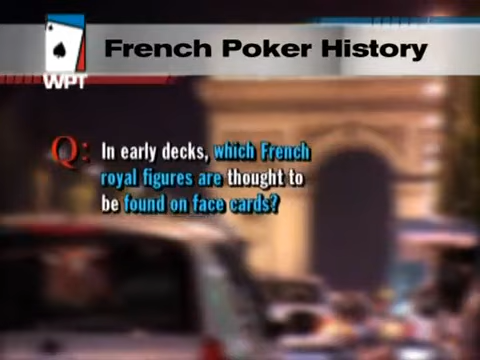 French Poker History
WPT
Q: In early decks, which French
royal figures are thought to
be found on face cards?